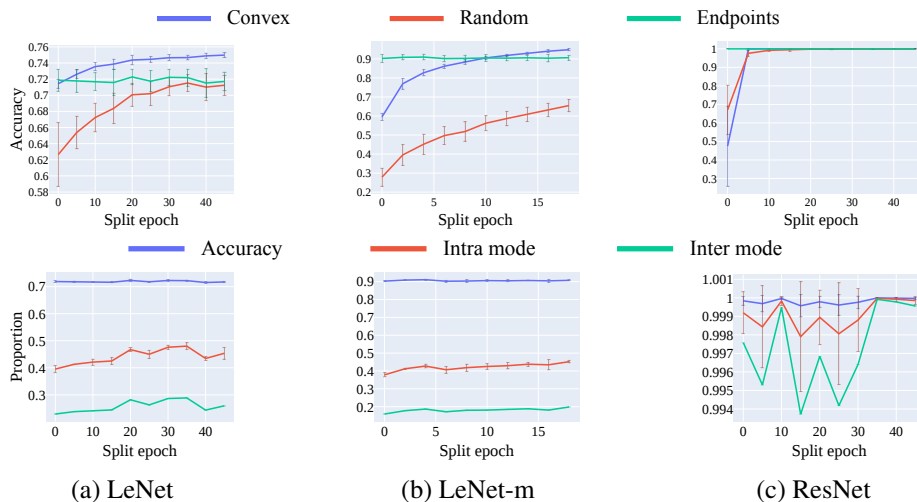 Convex Random Endpoints
0.76
0.74
0.72
0.70
0.68
0.66
0.64
0.62
0.60
0.58
Accuracy
0 10 20 30 40
Split epoch
0.9
0.8
0.7
0.6
0.5
0.4
0.3
0.2
0 5 10 15
Split epoch
1
0.9
0.8
0.7
0.6
0.5
0.4
0.3
0 10 20 30 40
Split epoch
Accuracy Intra mode Inter mode
0.7
0.6
0.5
0.4
0.3
Proportion
0 10 20 30 40
Split epoch
0.9
0.8
0.7
0.6
0.5
0.4
0.3
0.2
0 5 10 15
Split epoch
1.001
1
0.999
0.998
0.997
0.996
0.995
0.994
0 10 20 30 40
Split epoch
(a) LeNet (b) LeNet-m (c) ResNet